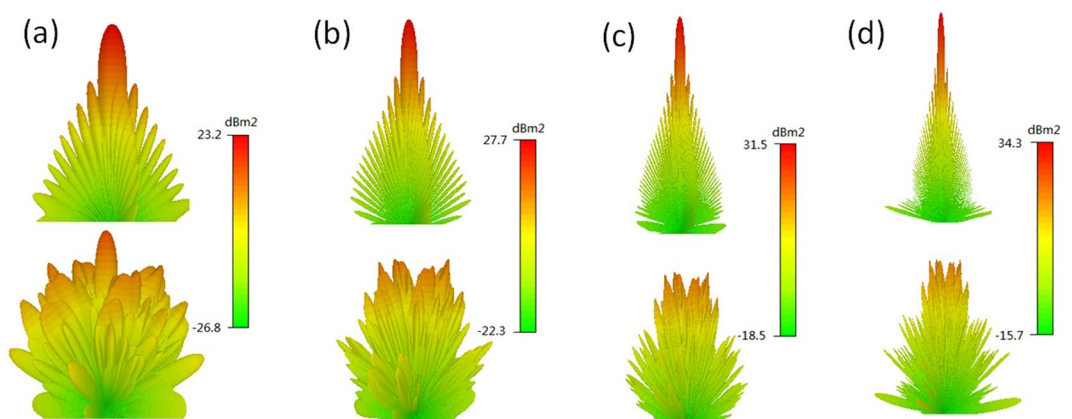 (a)
dBm2
23.2
-26.8
(b)
dBm2
27.7
-22.3
(c)
dBm2
31.5
-18.5
(d)
dBm2
34.3
-15.7